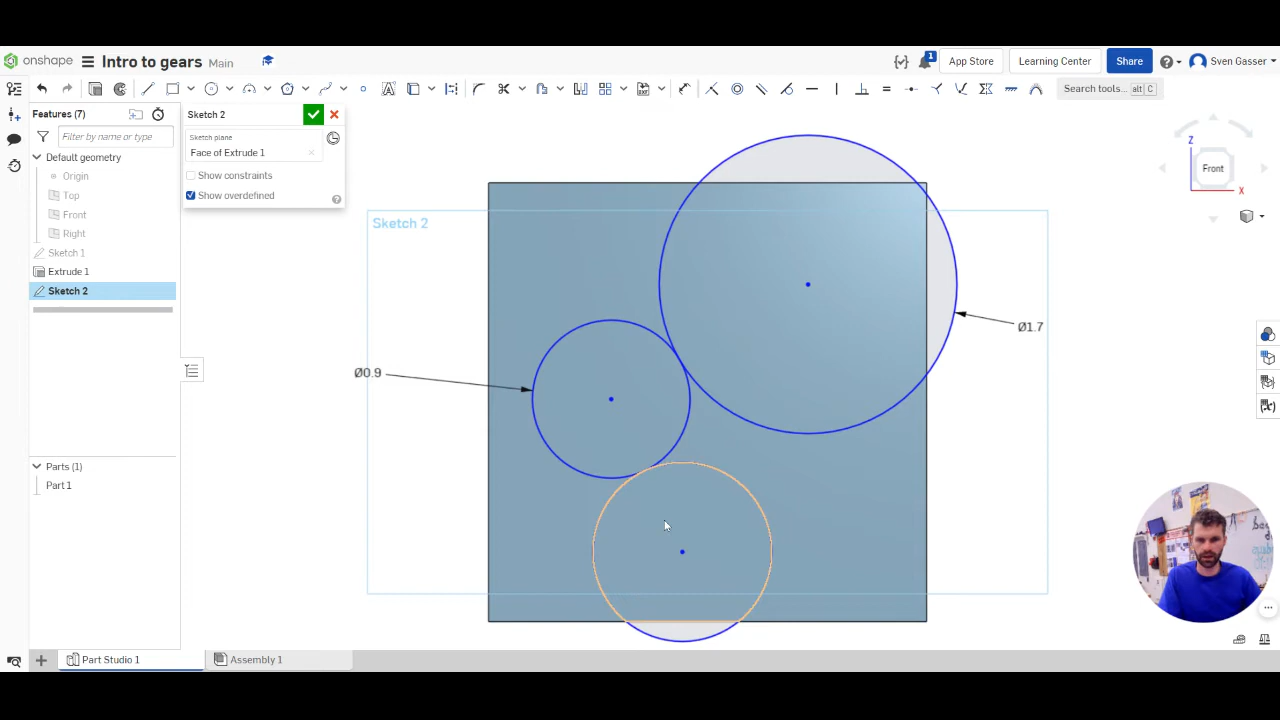 onshape
Intro to gears
Main
1
App Store
Learning Center
Share
Sven Gasser
Search tools...
alt C
Features (7)
Filter by name or type
Default geometry
Origin
Top
Front
Right
Sketch 1
Extrude 1
Sketch 2
Parts (1)
Part 1
Sketch 2
Sketch plane
Face of Extrude 1
Show constraints
Show overdefined
Sketch 2
Ø1.7
Ø0.9
Z
Front
X
Part Studio 1
Assembly 1